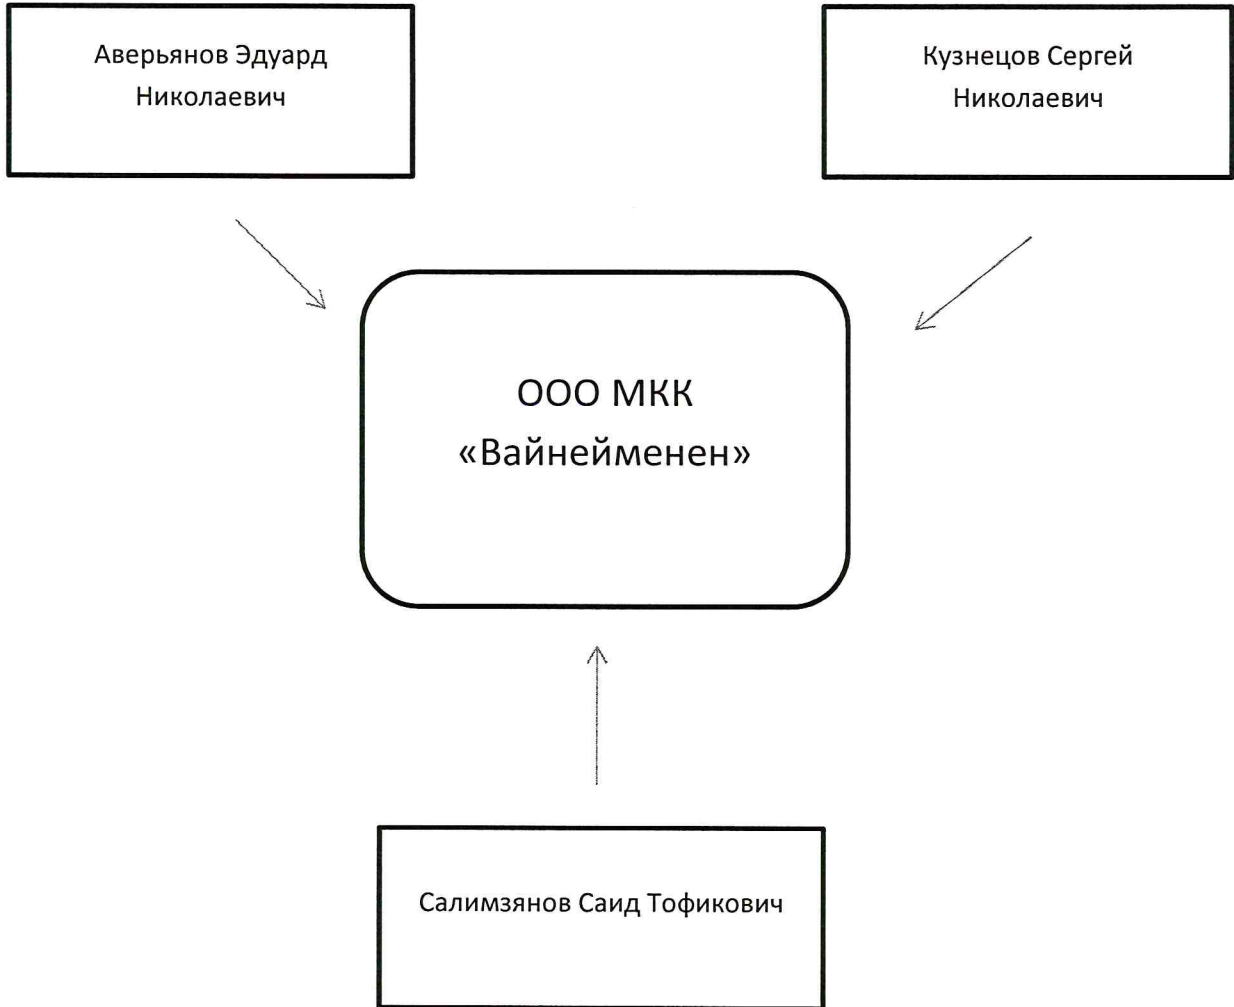 Аверьянов Эдуард
Николаевич
Кузнецов Сергей
Николаевич
ООО МКК
«Вайнейменен»
Салимзянов Саид Тофикович